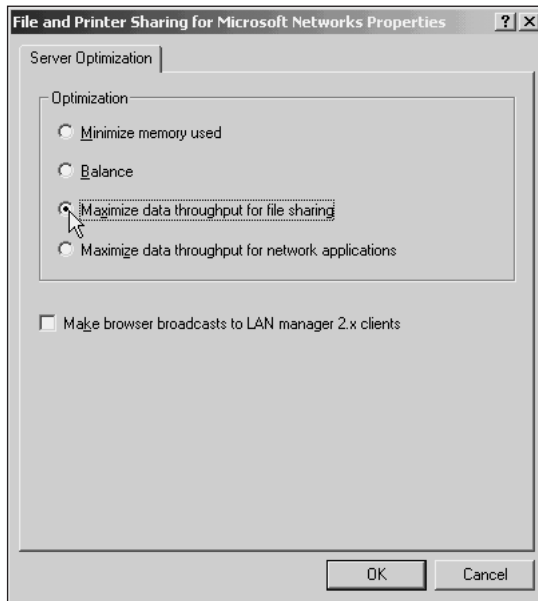 File and Printer Sharing for Microsoft Networks Properties
Server Optimization
Optimization
Minimize memory used
Balance
Maximize data throughput for file sharing
Maximize data throughput for network applications
Make browser broadcasts to LAN manager 2.x clients
OK Cancel